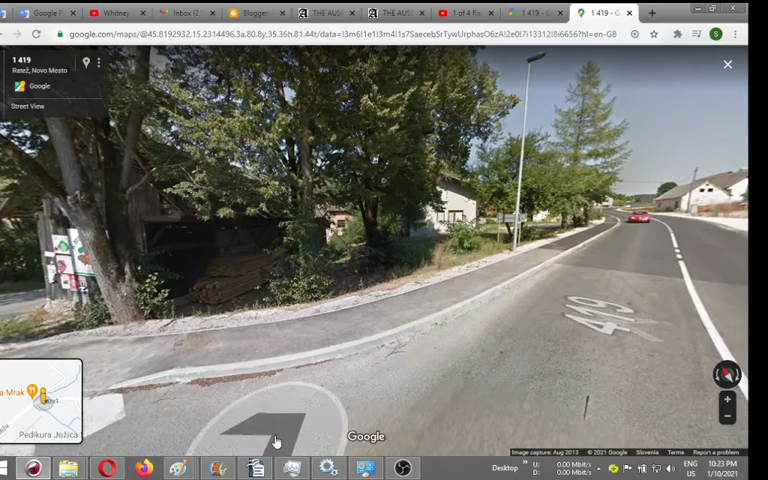 Google P
Whitney
Inbox (2
Blogger
THE AUS
THE AUS
1 of 4 Ri
1 419 - G
1 419 - G
google.com/maps/@45.8192932,15.2314496,3a,80.8y,35.36h,81.44t/data=!3m6!1e1!3m4!1s7SaecebSrTywUrphasO6zA!2e0!7i13312!8i6656?hl=en-GB
S
1 419
Ratež, Novo Mesto
Google
Street View
419
a Mrak
Pedikura Jožica
Google
Image capture: Aug 2013 © 2021 Google Slovenia Terms Report a problem
Desktop
U: 0.00 Mbit/s
D: 0.00 Mbit/s
ENG
US
10:23 PM
1/10/2021